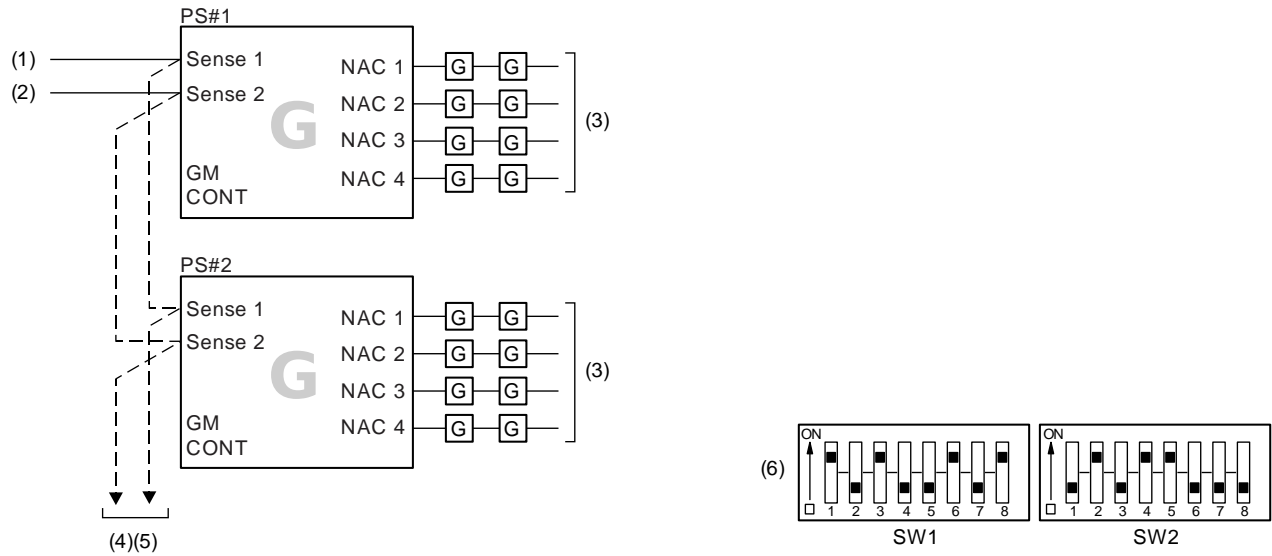 PS#1
(1) Sense 1
(2) Sense 2
G
GM
CONT
NAC 1 G G
NAC 2 G G
NAC 3 G G
NAC 4 G G
(3)
PS#2
Sense 1
Sense 2
G
GM
CONT
NAC 1 G G
NAC 2 G G
NAC 3 G G
NAC 4 G G
(3)
(4)(5)
(6)
ON
1 2 3 4 5 6 7 8
SW1
ON
1 2 3 4 5 6 7 8
SW2